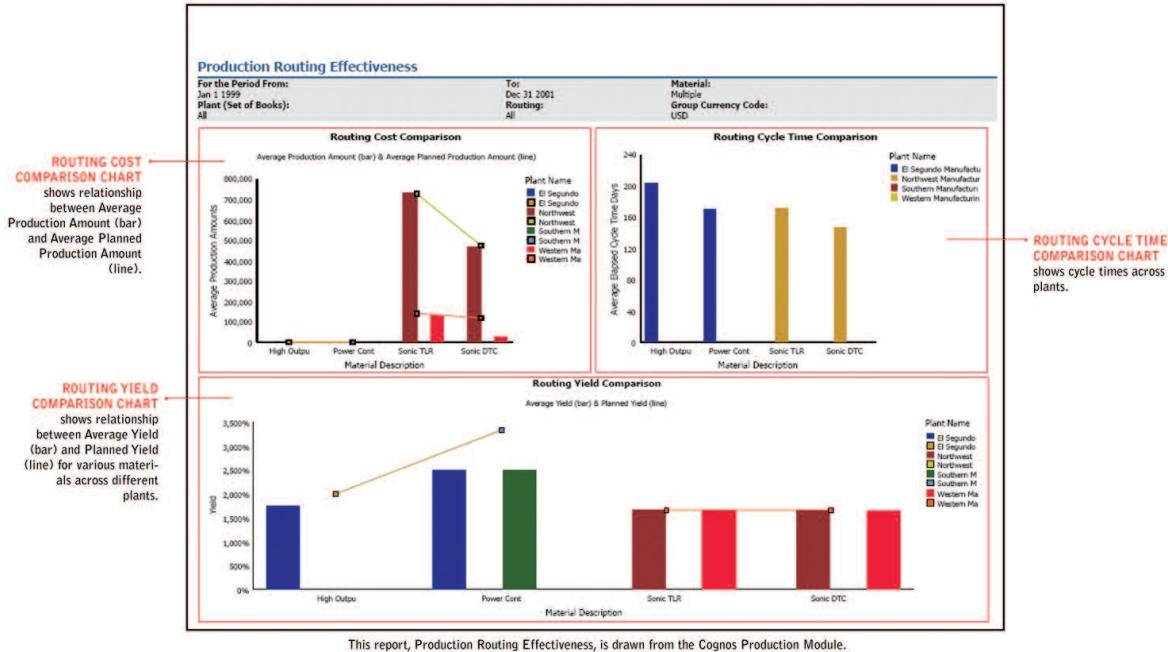 Production Routing Effectiveness
For the Period From:
To:
Material:
Jan 1 1999
Dec 31 2001
Multiple
Plant (Set of Books):
Routing:
Group Currency Code:
All
All
USD
ROUTING COST
COMPARISON CHART
shows relationship
between Average
Production Amount (bar)
and Average Planned
Production Amount
(line).
Routing Cost Comparison
Average Production Amount (bar) & Average Planned Production Amount (line)
Average Production Amounts
800,000
700,000
600,000
500,000
400,000
300,000
200,000
100,000
0
High Outpu
Power Cont
Sonic TLR
Sonic DTC
Material Description
Plant Name
El Segundo
El Segundo
Northwest
Northwest
Southern M
Southern M
Western Ma
Western Ma
Routing Cycle Time Comparison
Average Elapsed Cycle Time Days
240
200
160
120
80
40
0
High Outpu
Power Cont
Sonic TLR
Sonic DTC
Material Description
Plant Name
El Segundo Manufactu
Northwest Manufactur
Southern Manufacturi
Western Manufacturin
ROUTING CYCLE TIME
COMPARISON CHART
shows cycle times across
plants.
ROUTING YIELD
COMPARISON CHART
shows relationship
between Average Yield
(bar) and Planned Yield
(line) for various materi-
als across different
plants.
Routing Yield Comparison
Average Yield (bar) & Planned Yield (line)
Yield
3,500%
3,000%
2,500%
2,000%
1,500%
1,000%
500%
0%
High Outpu
Power Cont
Sonic TLR
Sonic DTC
Material Description
Plant Name
El Segundo
El Segundo
Northwest
Northwest
Southern M
Southern M
Western Ma
Western Ma
This report, Production Routing Effectiveness, is drawn from the Cognos Production Module.